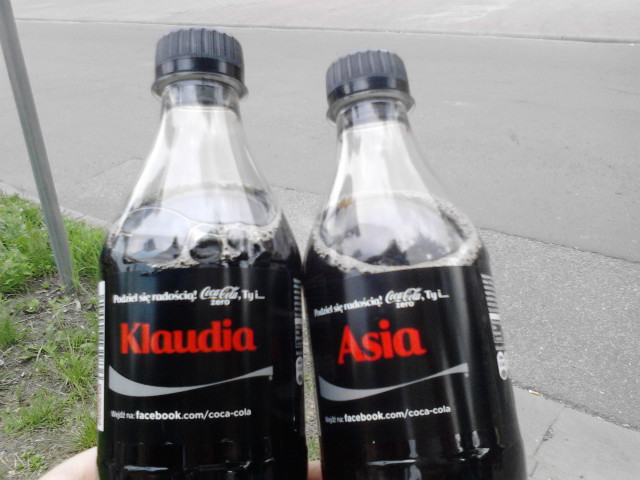 Podziel się radością! Coca-Cola zero, Ty i...
Klaudia
Wejdź na: facebook.com/coca-cola
Podziel się radością! Coca-Cola zero, Ty i...
Asia
Wejdź na: facebook.com/coca-cola